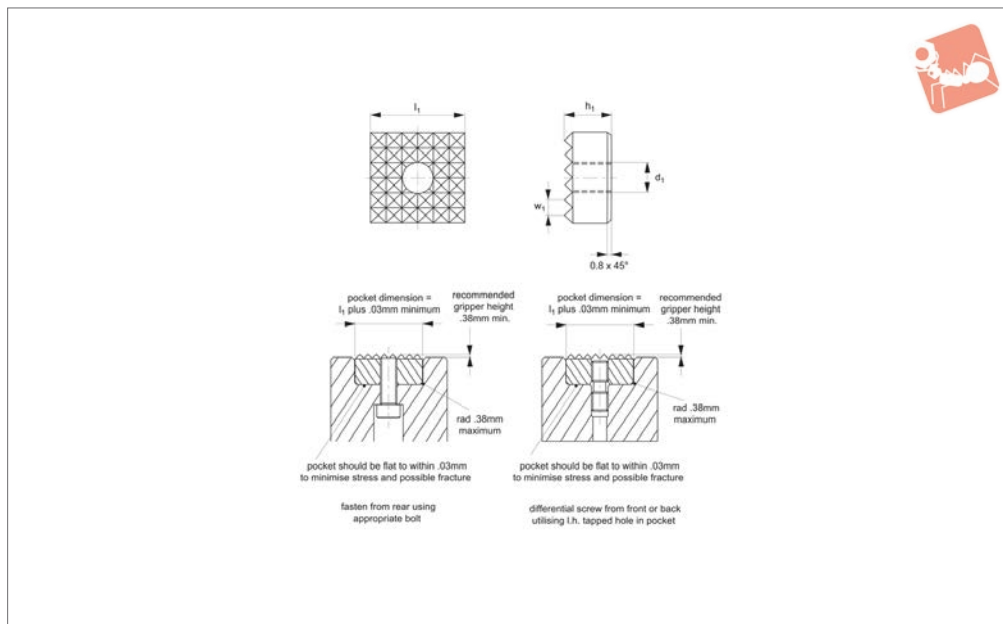 l₁
h₁
d₁
w₁
0.8 x 45°
pocket dimension =
l₁ plus .03mm minimum
recommended
gripper height
.38mm min.
rad .38mm
maximum
pocket should be flat to within .03mm
to minimise stress and possible fracture
fasten from rear using
appropriate bolt
pocket dimension =
l₁ plus .03mm minimum
recommended
gripper height
.38mm min.
rad .38mm
maximum
pocket should be flat to within .03mm
to minimise stress and possible fracture
differential screw from front or back
utilising l.h. tapped hole in pocket